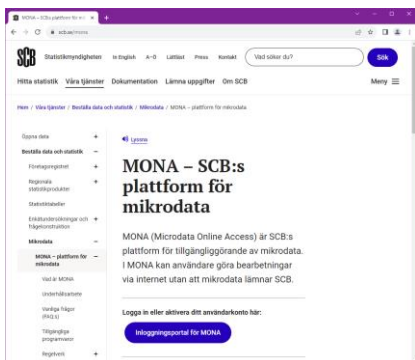 MONA – SCB:s plattform för m
scb.se/mona
SCB Statistikmyndigheten In English A–Ö Lättläst Press Kontakt Vad söker du? Sök
Hitta statistik Våra tjänster Dokumentation Lämna uppgifter Om SCB Meny
Hem / Våra tjänster / Beställa data och statistik / Mikrodata / MONA – plattform för mikrodata
Öppna data +
Lyssna
Beställa data och statistik –
Företagsregistret +
Regionala statistikprodukter +
MONA – SCB:s
plattform för
mikrodata
Statistiktabeller
Enkätundersökningar och +
frågekonstruktion
Mikrodata –
MONA – plattform för –
mikrodata
Vad är MONA
Underhållsarbete
Vanliga frågor
(FAQ:s)
Tillgängliga
programvaror
Regelverk +
MONA (Microdata Online Access) är SCB:s
plattform för tillgängliggörande av mikrodata.
I MONA kan användare göra bearbetningar
via internet utan att mikrodata lämnar SCB.
Logga in eller aktivera ditt användarkonto här:
Inloggningsportal för MONA